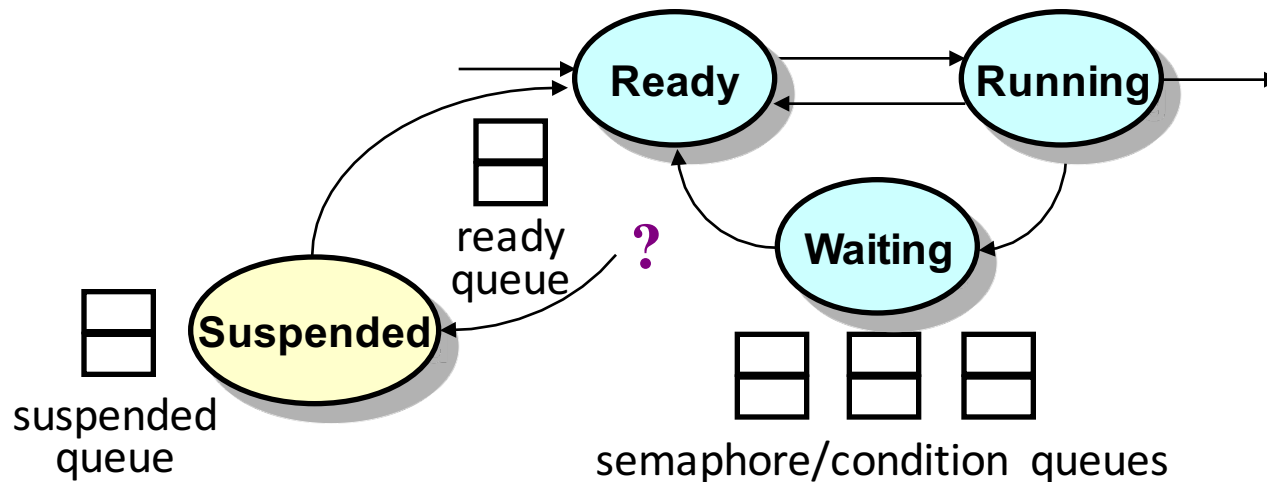 Ready
Running
ready
queue
?
Waiting
Suspended
suspended
queue
semaphore/condition queues